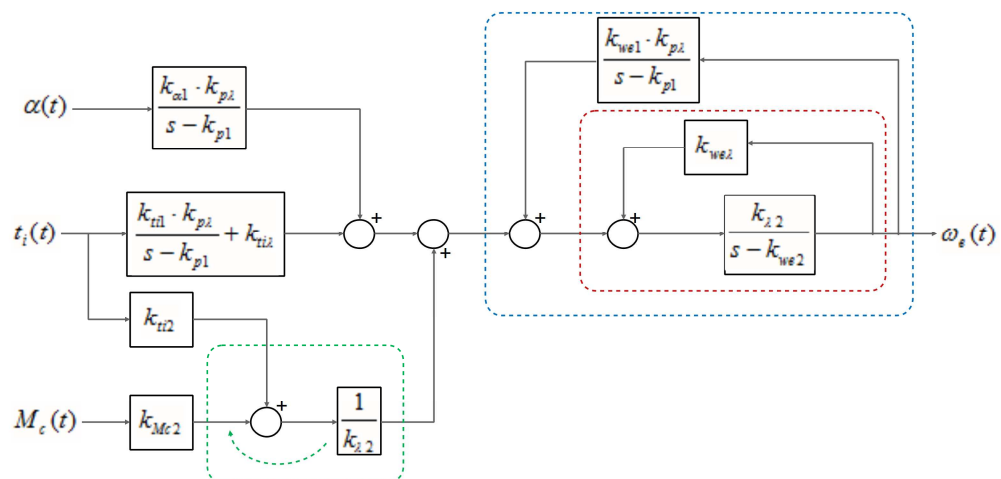 k_{we1} · k_{pλ}
s − k_{p1}
α(t)
k_{α1} · k_{pλ}
s − k_{p1}
+
k_{weλ}
t_i(t)
k_{ti1} · k_{pλ}
s − k_{p1}
+ k_{tiλ}
+
+
+
+
k_{λ2}
s − k_{we2}
ω_e(t)
k_{ti2}
M_c(t)
k_{Mc2}
+
1
k_{λ2}